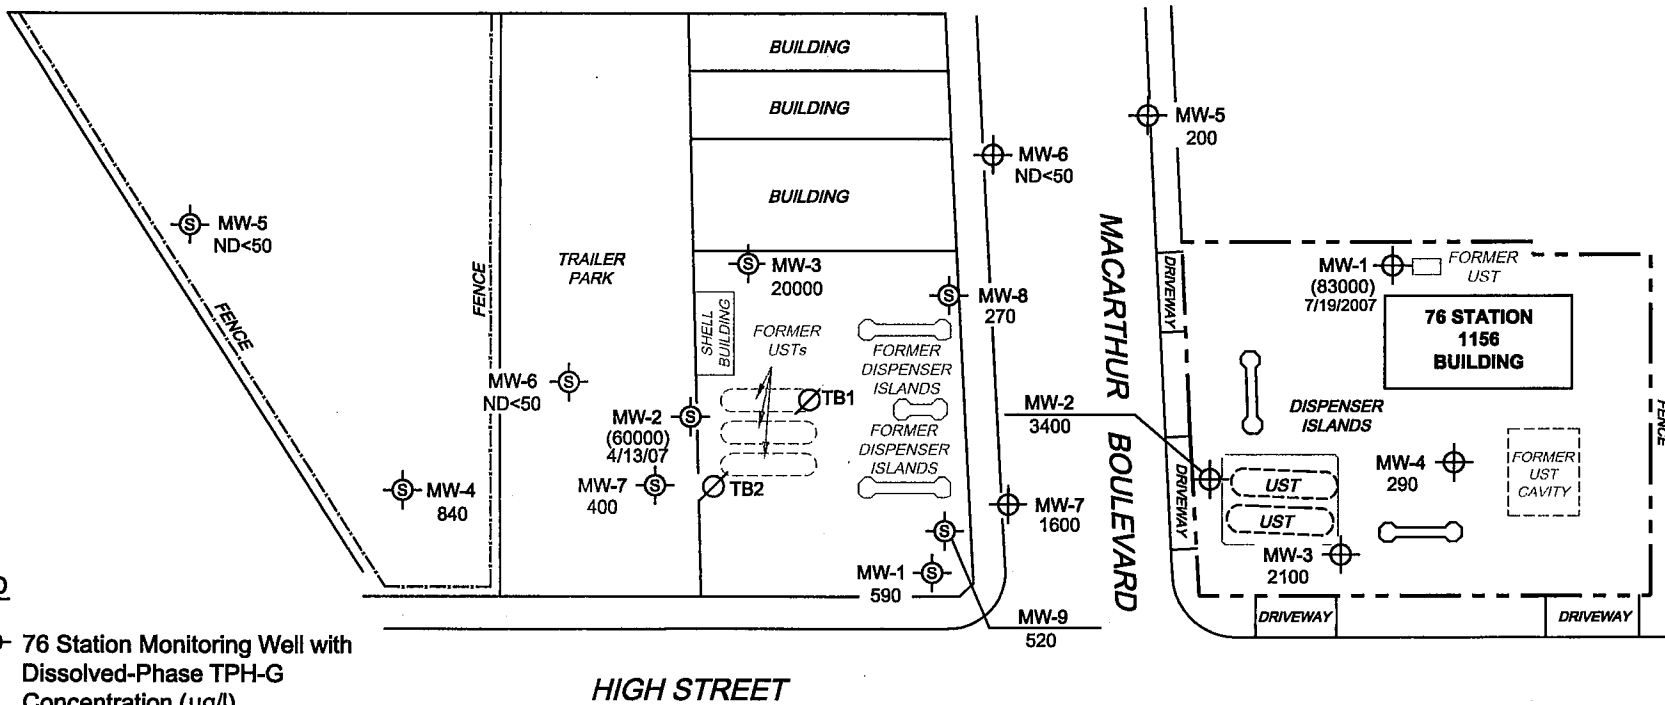 BUILDING
BUILDING
BUILDING
MW-5
ND<50
FENCE
FENCE
TRAILER
PARK
MW-6
ND<50
MW-4
840
MW-3
20000
SHELL
BUILDING
FORMER
USTs
TB1
MW-2
(60000)
4/13/07
MW-7
400
TB2
FORMER
DISPENSER
ISLANDS
FORMER
DISPENSER
ISLANDS
MW-8
270
MW-1
590
MW-9
520
MW-6
ND<50
MW-7
1600
MW-5
200
MACARTHUR BOULEVARD
MW-2
3400
DRIVEWAY
DRIVEWAY
MW-1
(83000)
7/19/2007
FORMER
UST
76 STATION
1156
BUILDING
DISPENSER
ISLANDS
UST
UST
MW-4
290
FORMER
UST
CAVITY
MW-3
2100
FENCE
DRIVEWAY
DRIVEWAY
76 Station Monitoring Well with
Dissolved-Phase TPH-G
Concentration (µg/l)
HIGH STREET